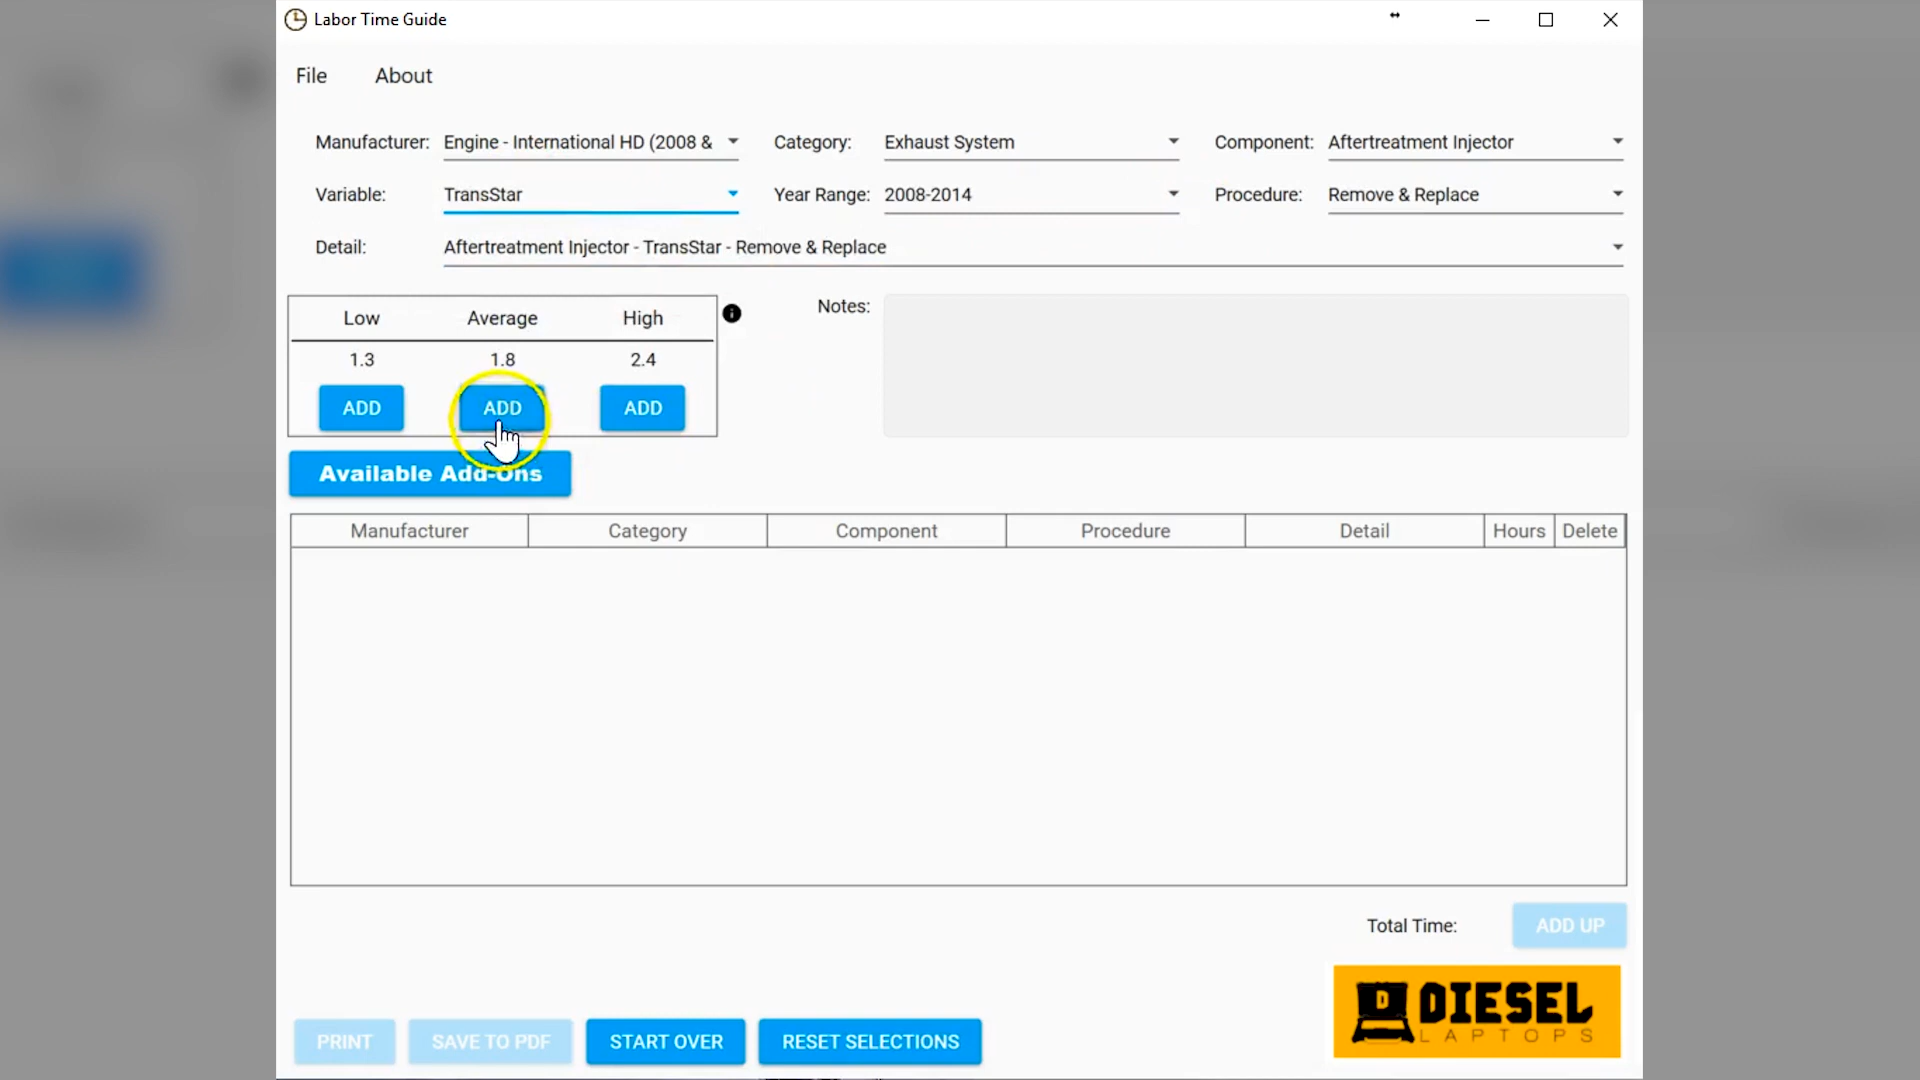 Labor Time Guide
File About
Manufacturer: Engine - International HD (2008 & Category: Exhaust System Component: Aftertreatment Injector
Variable: TransStar Year Range: 2008-2014 Procedure: Remove & Replace
Detail: Aftertreatment Injector - TransStar - Remove & Replace
Low Average High
Notes:
1.3 1.8 2.4
ADD ADD ADD
Available Add-Ons
Manufacturer Category Component Procedure Detail Hours Delete
Total Time: ADD UP
D DIESEL
LAPTOPS
PRINT SAVE TO PDF START OVER RESET SELECTIONS